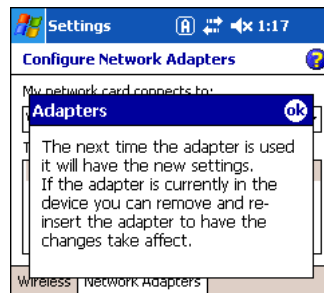 Settings 1:17
Configure Network Adapters ?
My network card connects to:
Adapters ok
The next time the adapter is used
it will have the new settings.
If the adapter is currently in the
device you can remove and re-
insert the adapter to have the
changes take affect.
Wireless Network Adapters